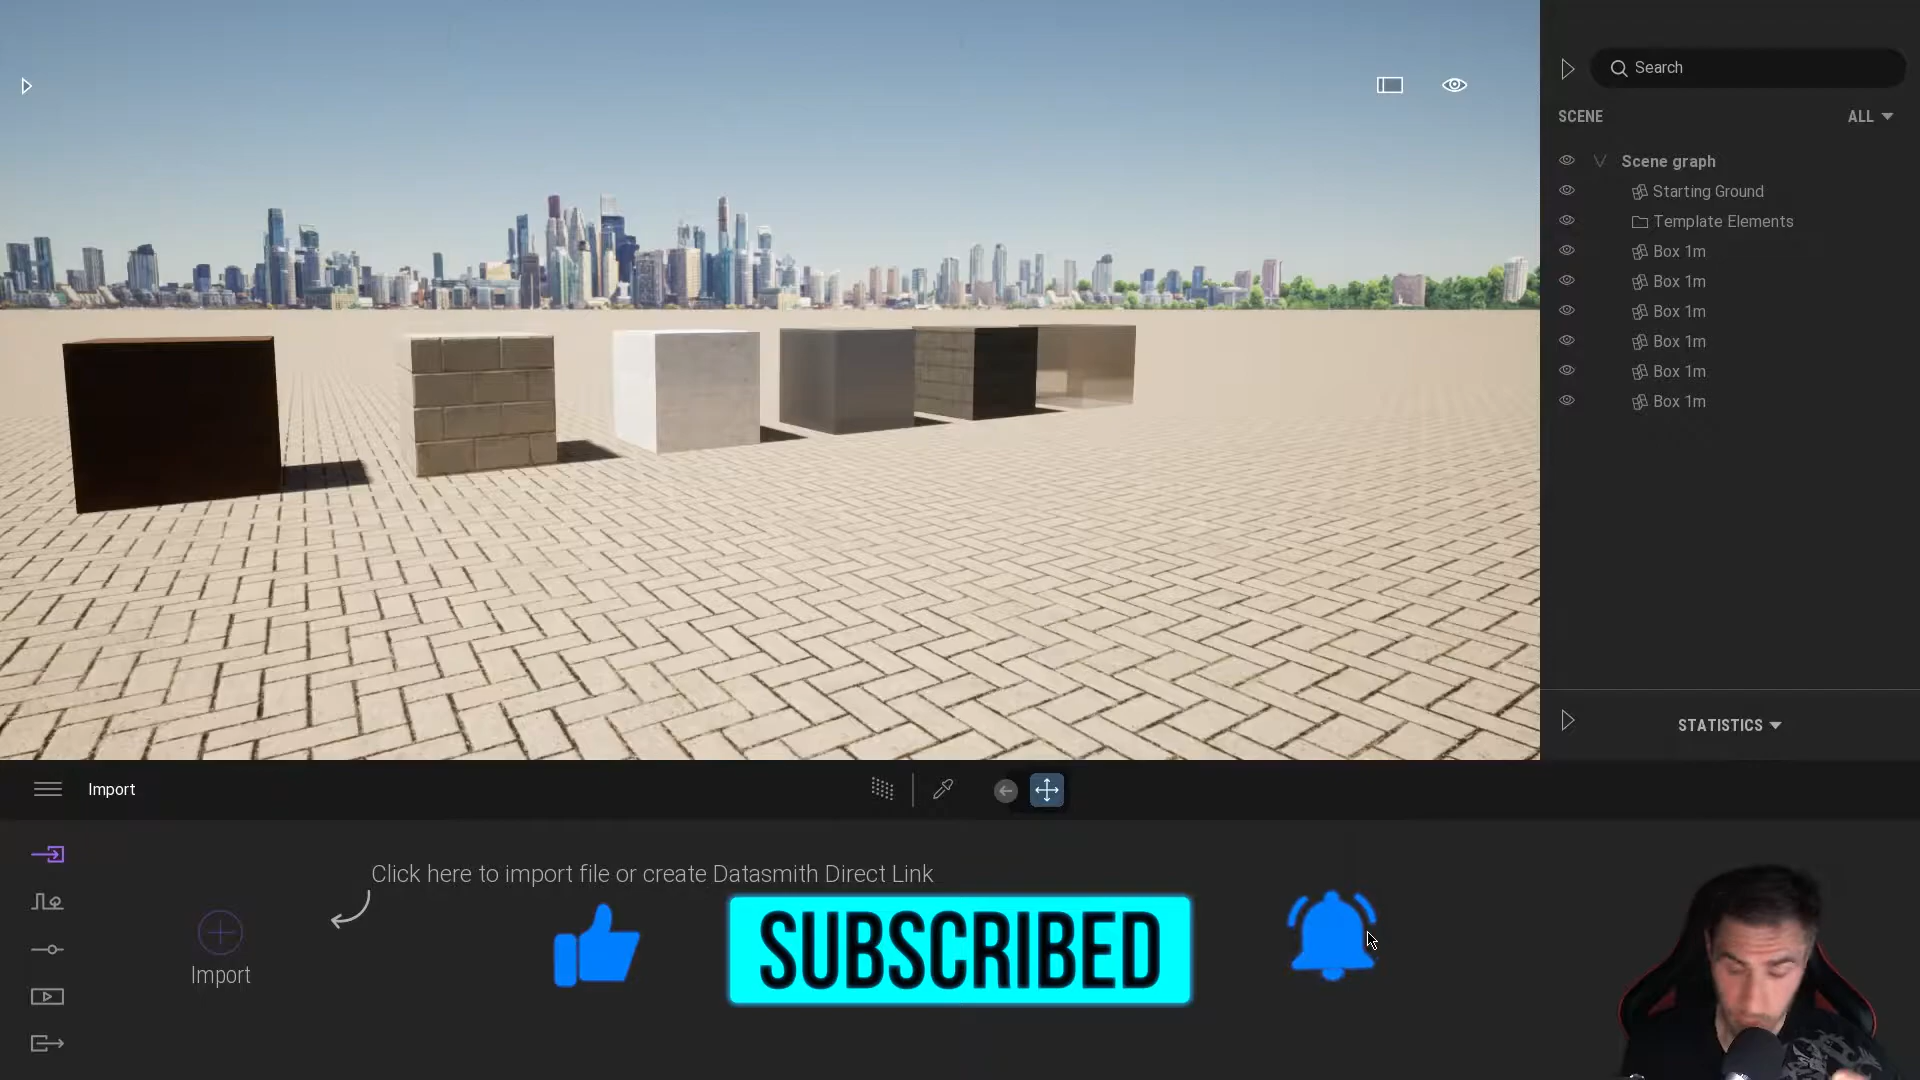 Search
SCENE
ALL
Scene graph
Starting Ground
Template Elements
Box 1m
Box 1m
Box 1m
Box 1m
Box 1m
Box 1m
STATISTICS
Import
Click here to import file or create Datasmith Direct Link
Import
SUBSCRIBED